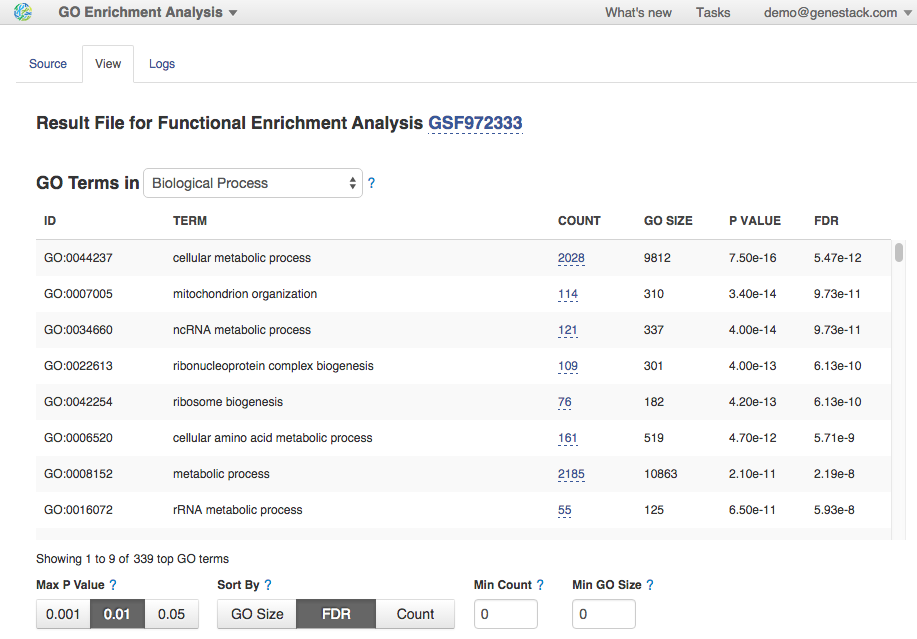 GO Enrichment Analysis What's new Tasks demo@genestack.com
Source View Logs
Result File for Functional Enrichment Analysis GSF972333
GO Terms in Biological Process ?
ID TERM COUNT GO SIZE P VALUE FDR
GO:0044237 cellular metabolic process 2028 9812 7.50e-16 5.47e-12
GO:0007005 mitochondrion organization 114 310 3.40e-14 9.73e-11
GO:0034660 ncRNA metabolic process 121 337 4.00e-14 9.73e-11
GO:0022613 ribonucleoprotein complex biogenesis 109 301 4.00e-13 6.13e-10
GO:0042254 ribosome biogenesis 76 182 4.20e-13 6.13e-10
GO:0006520 cellular amino acid metabolic process 161 519 4.70e-12 5.71e-9
GO:0008152 metabolic process 2185 10863 2.10e-11 2.19e-8
GO:0016072 rRNA metabolic process 55 125 6.50e-11 5.93e-8
Showing 1 to 9 of 339 top GO terms
Max P Value ? Sort By ? Min Count ? Min GO Size ?
0.001 0.01 0.05 GO Size FDR Count 0 0